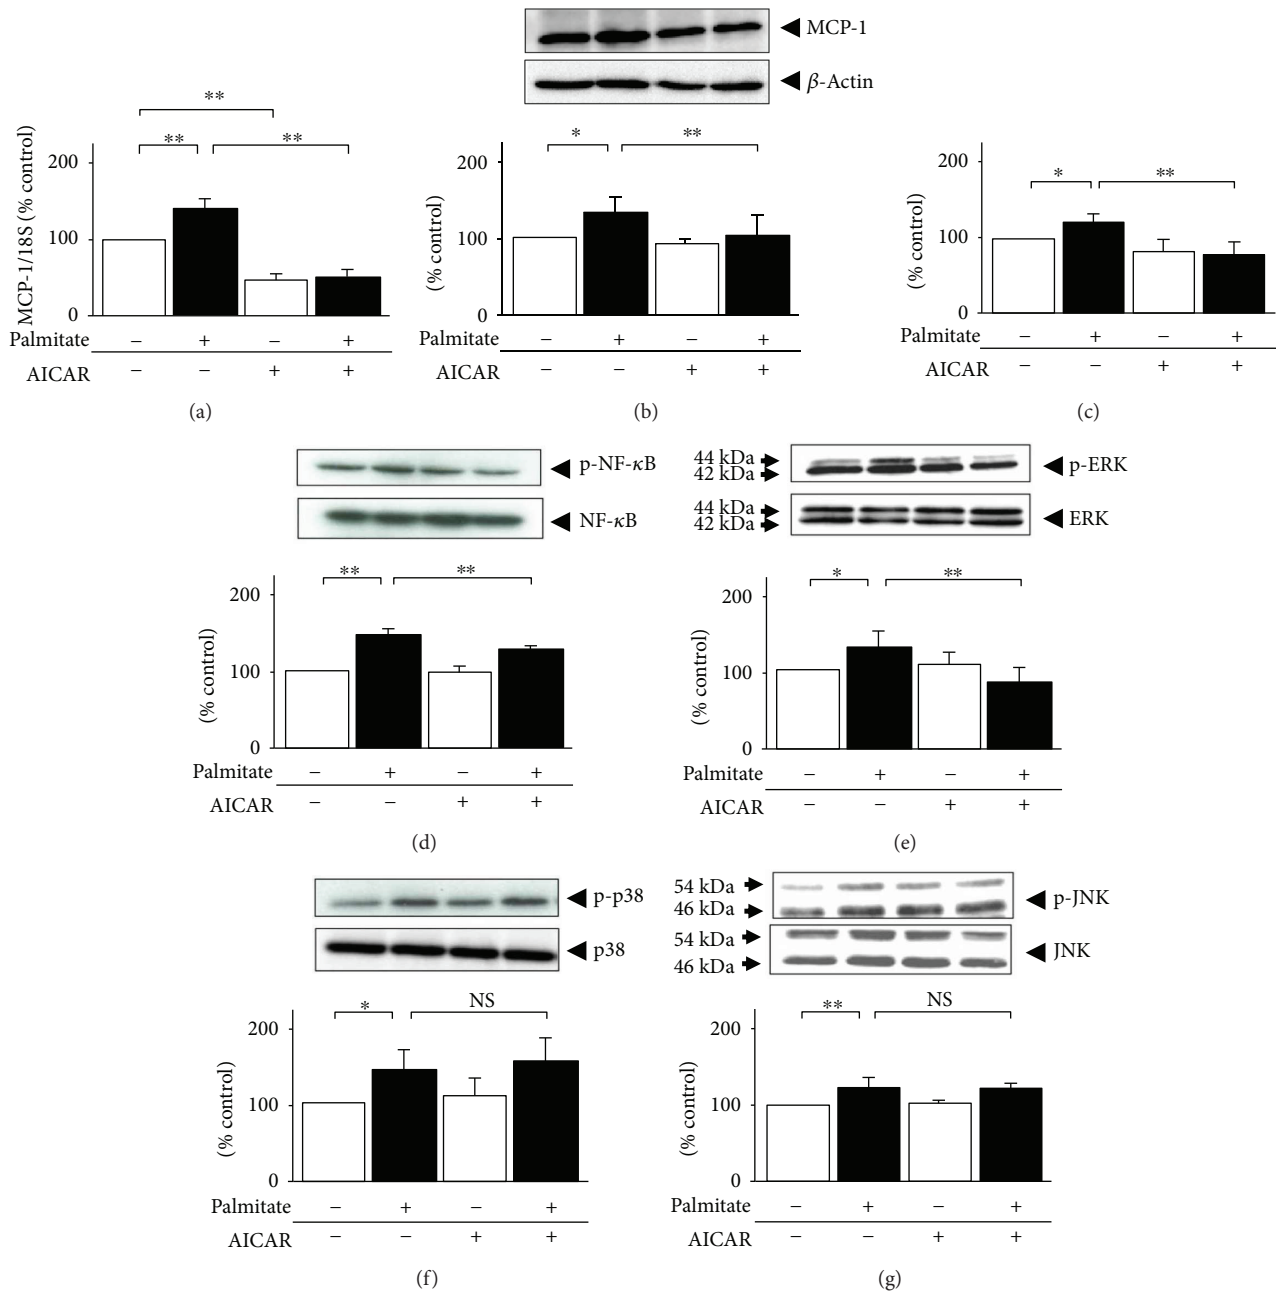 MCP-1
β-Actin
MCP-1/18S (% control)
200
100
0
**
**
**
Palmitate − + − +
AICAR − − + +
(a)
(% control)
200
100
0
*
**
Palmitate − + − +
AICAR − − + +
(b)
(% control)
200
100
0
*
**
Palmitate − + − +
AICAR − − + +
(c)
p-NF-κB
NF-κB
(% control)
200
100
0
**
**
Palmitate − + − +
AICAR − − + +
(d)
44 kDa
42 kDa
p-ERK
44 kDa
42 kDa
ERK
(% control)
200
100
0
*
**
Palmitate − + − +
AICAR − − + +
(e)
p-p38
p38
(% control)
200
100
0
*
NS
Palmitate − + − +
AICAR − − + +
(f)
54 kDa
46 kDa
p-JNK
54 kDa
46 kDa
JNK
(% control)
200
100
0
**
NS
Palmitate − + − +
AICAR − − + +
(g)